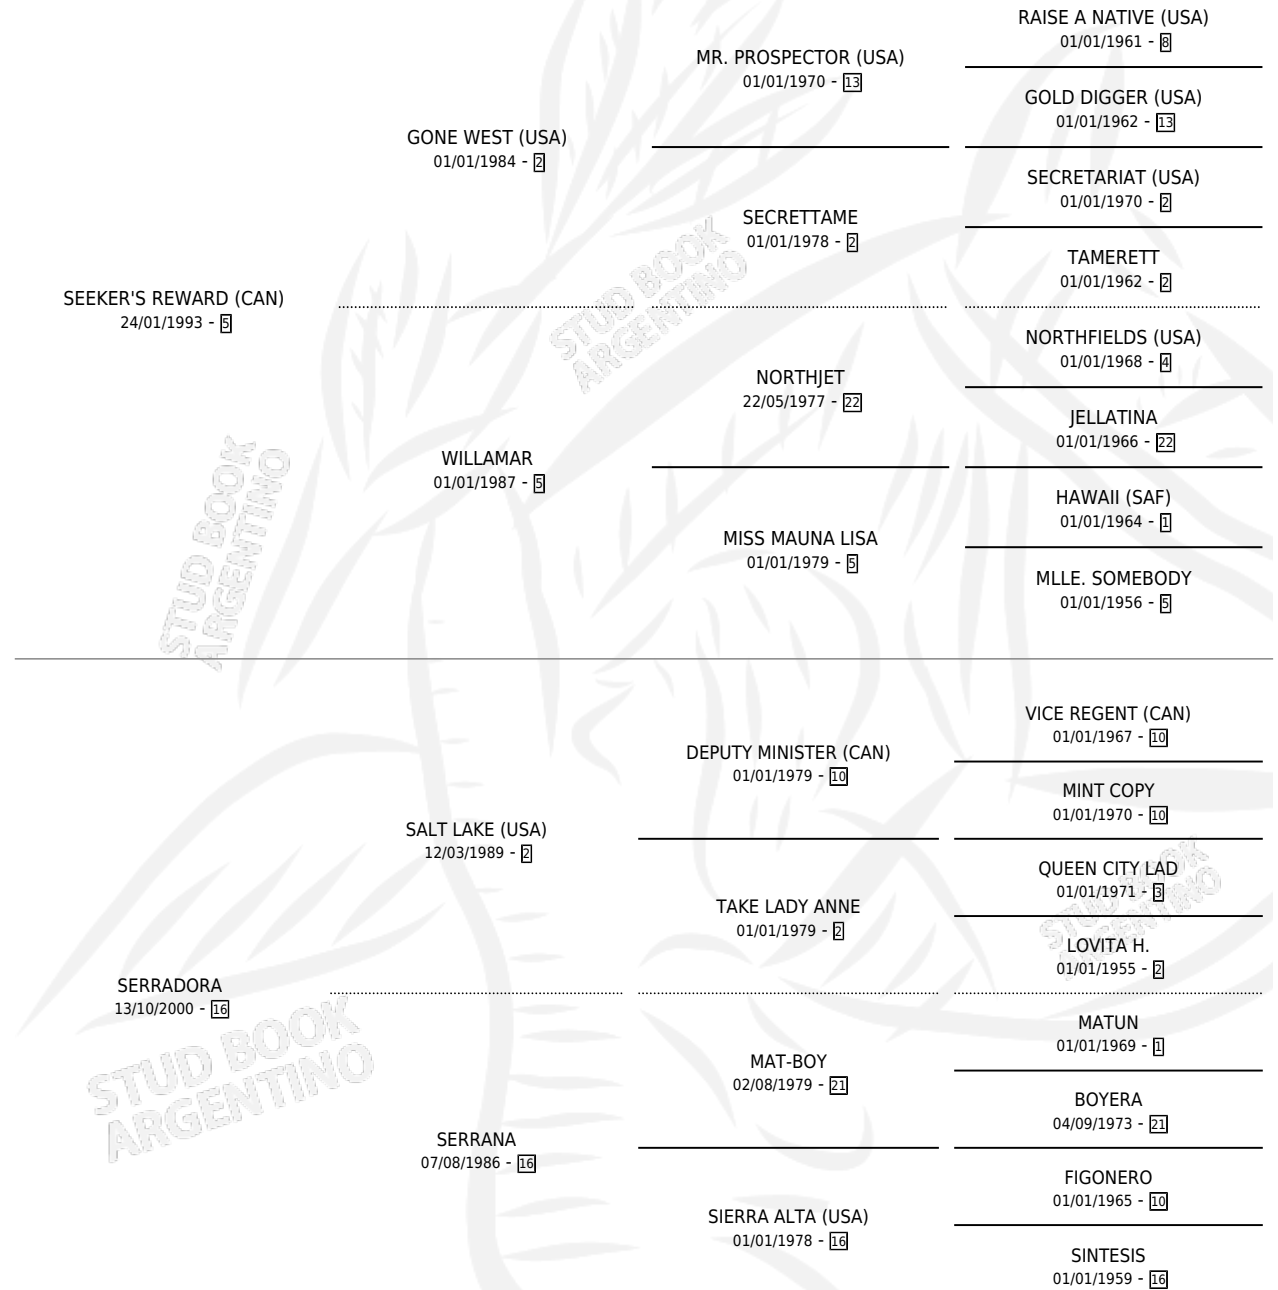 RAISE A NATIVE (USA)
01/01/1961 - 8
MR. PROSPECTOR (USA)
01/01/1970 - 13
GOLD DIGGER (USA)
01/01/1962 - 13
GONE WEST (USA)
01/01/1984 - 2
SECRETARIAT (USA)
01/01/1970 - 2
SECRETTAME
01/01/1978 - 2
TAMERETT
01/01/1962 - 2
SEEKER'S REWARD (CAN)
24/01/1993 - 5
STUD BOOK
ARGENTINO
NORTHFIELDS (USA)
01/01/1968 - 4
NORTHJET
22/05/1977 - 22
JELLATINA
01/01/1966 - 22
WILLAMAR
01/01/1987 - 5
HAWAII (SAF)
01/01/1964 - 1
MISS MAUNA LISA
01/01/1979 - 5
MLLE. SOMEBODY
01/01/1956 - 5
STUD BOOK
ARGENTINO
VICE REGENT (CAN)
01/01/1967 - 10
DEPUTY MINISTER (CAN)
01/01/1979 - 10
MINT COPY
01/01/1970 - 10
SALT LAKE (USA)
12/03/1989 - 2
QUEEN CITY LAD
01/01/1971 - 3
TAKE LADY ANNE
01/01/1979 - 2
STUD BOOK
ARGENTINO
LOVITA H.
01/01/1955 - 2
SERRADORA
13/10/2000 - 16
STUD BOOK
ARGENTINO
MATUN
01/01/1969 - 1
MAT-BOY
02/08/1979 - 21
BOYERA
04/09/1973 - 21
SERRANA
07/08/1986 - 16
FIGONERO
01/01/1965 - 10
SIERRA ALTA (USA)
01/01/1978 - 16
SINTESIS
01/01/1959 - 16